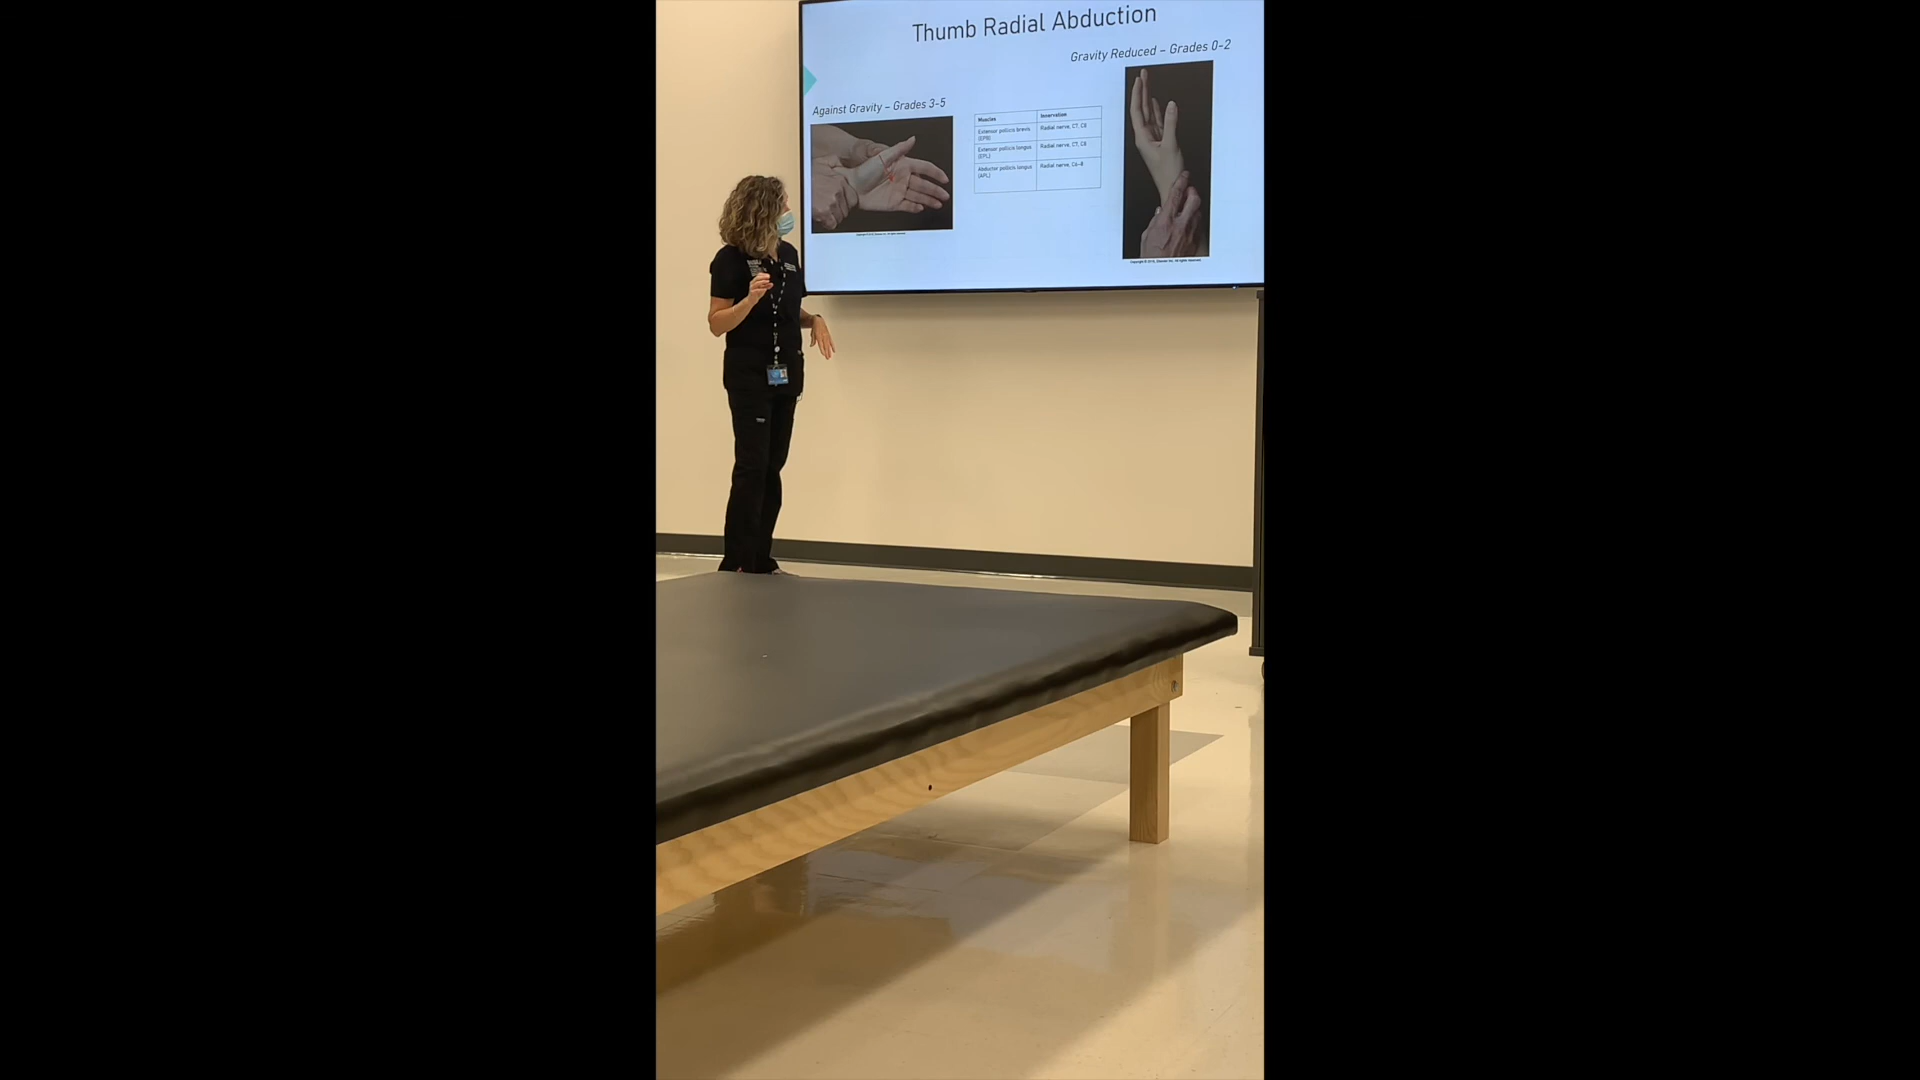 Thumb Radial Abduction
Gravity Reduced – Grades 0-2
Against Gravity – Grades 3-5
Muscles
Innervation
Extensor pollicis brevis
(EPB)
Radial nerve, C7, C8
Extensor pollicis longus
(EPL)
Radial nerve, C7, C8
Abductor pollicis longus
(APL)
Radial nerve, C6-8